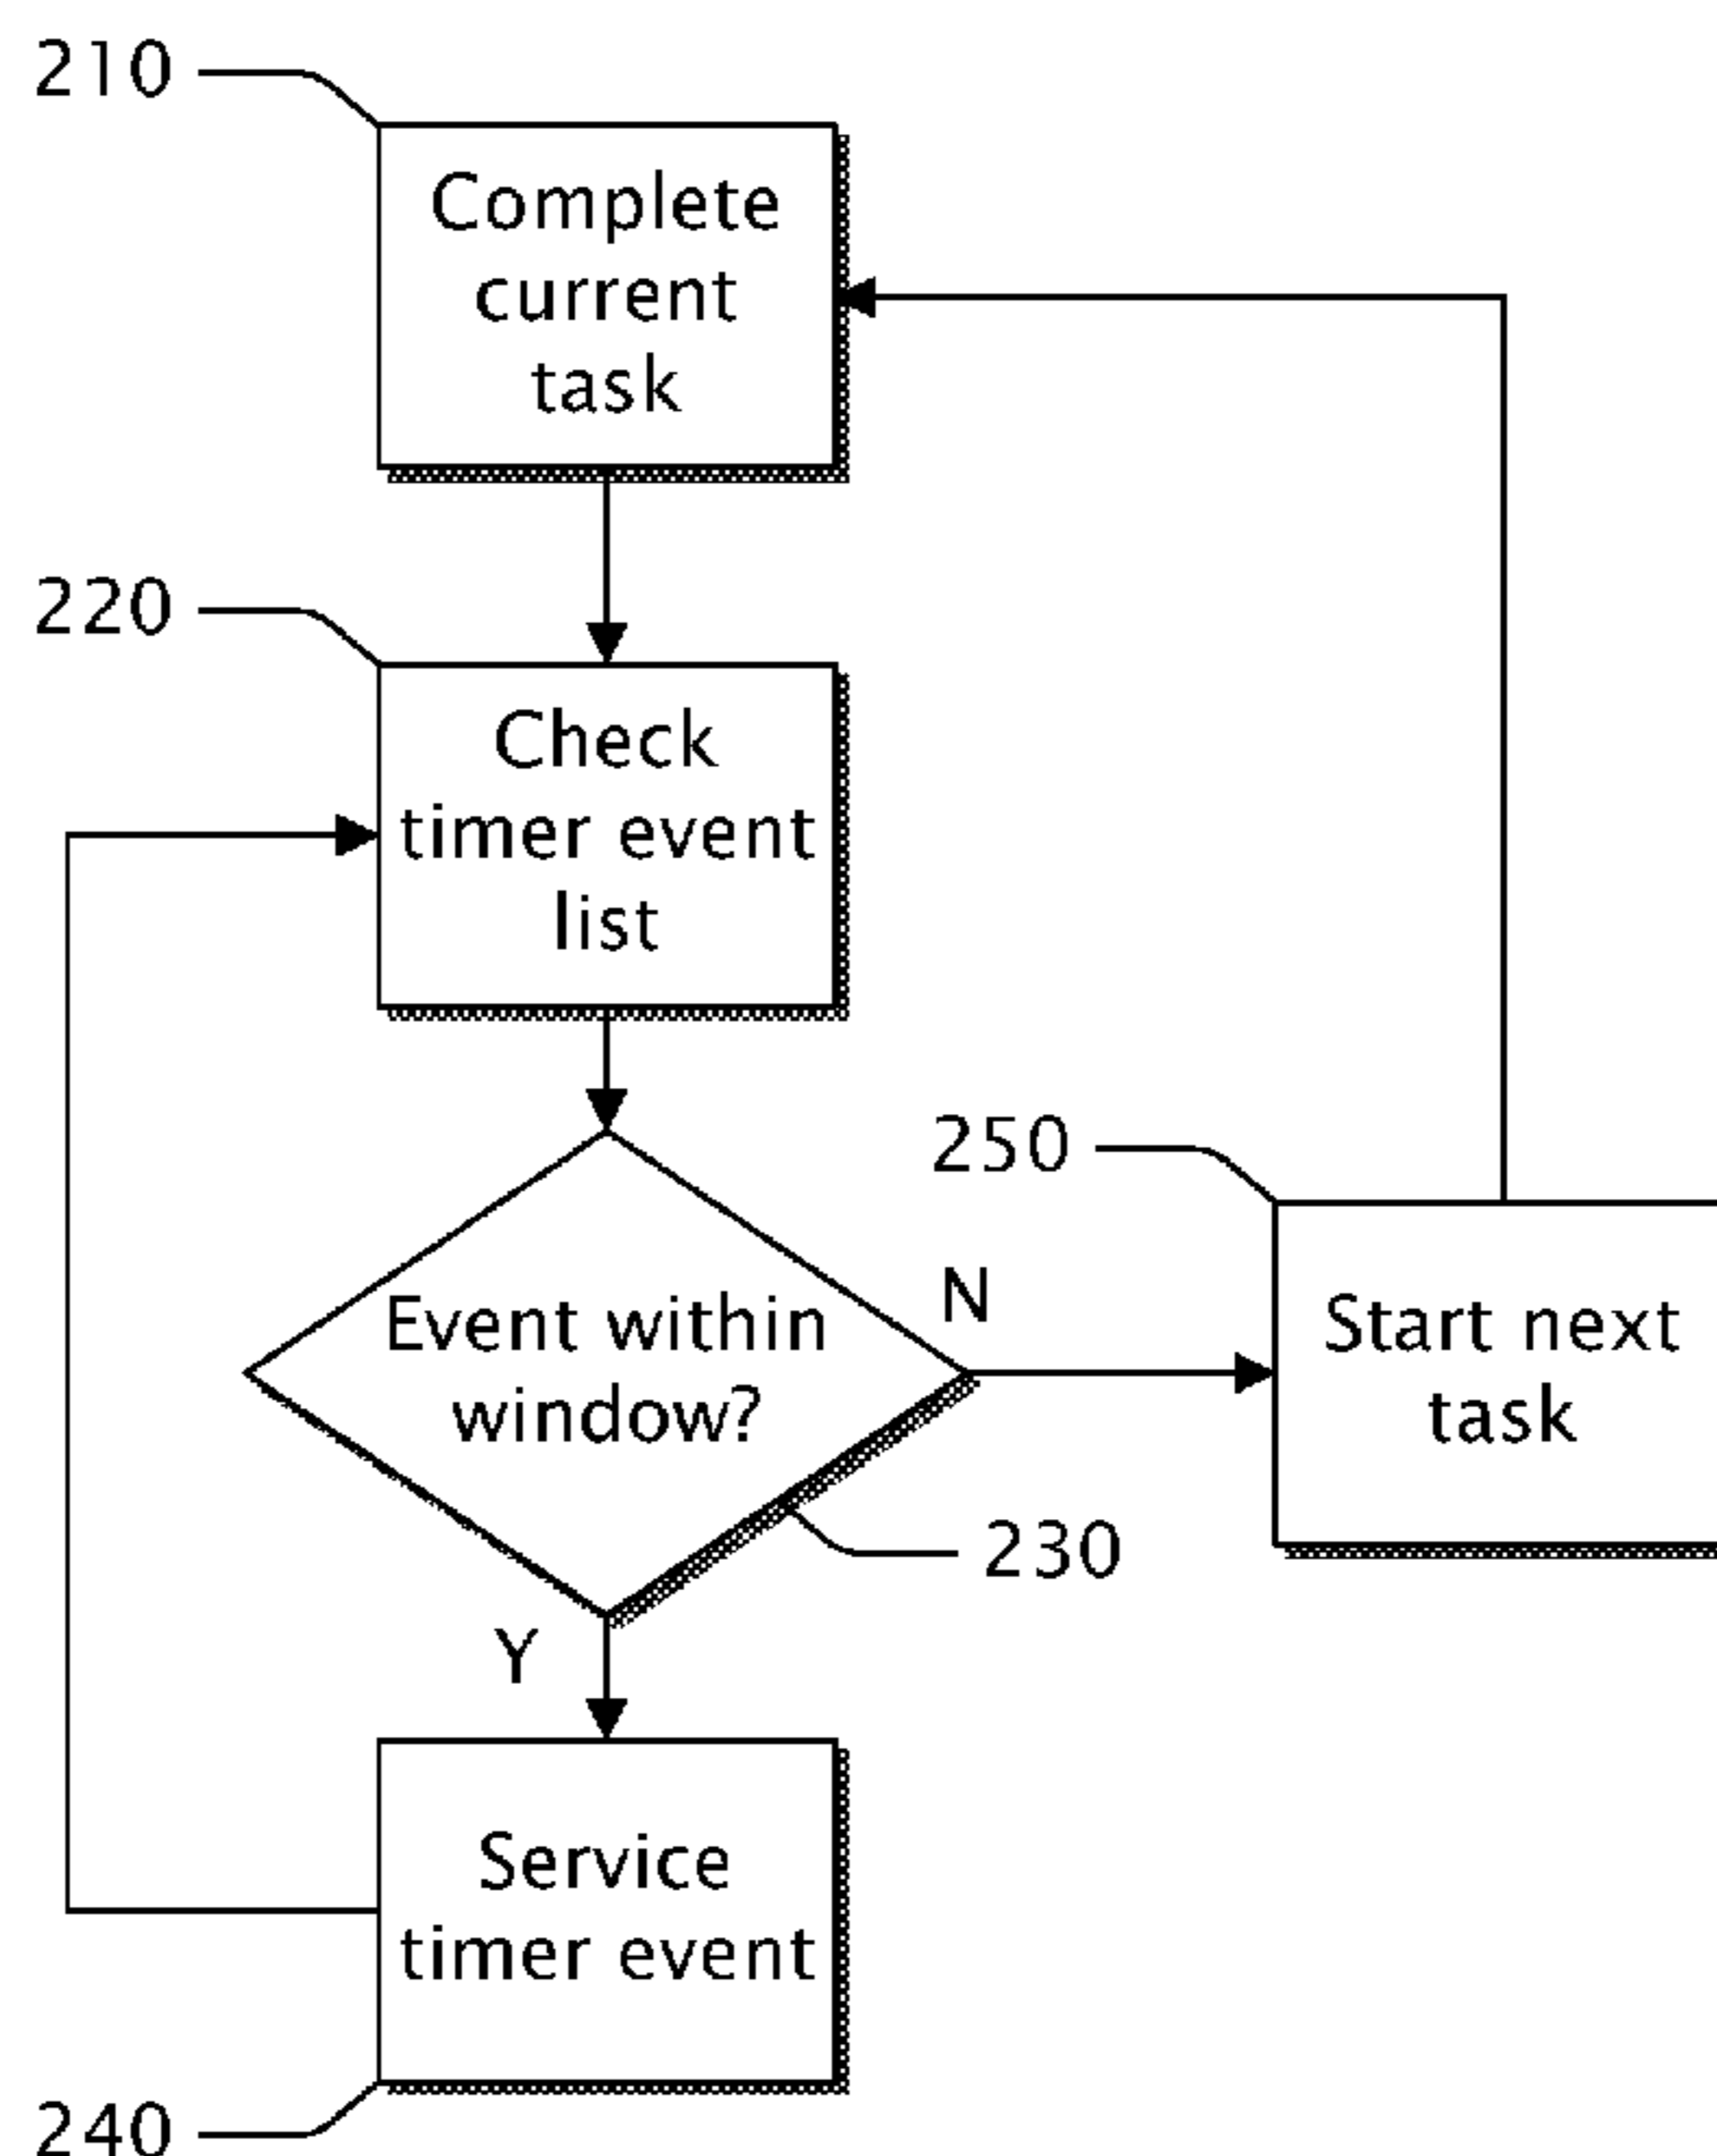 210
Complete
current
task
220
Check
timer event
list
250
N
Event within
window?
Start next
task
230
Y
Service
timer event
240